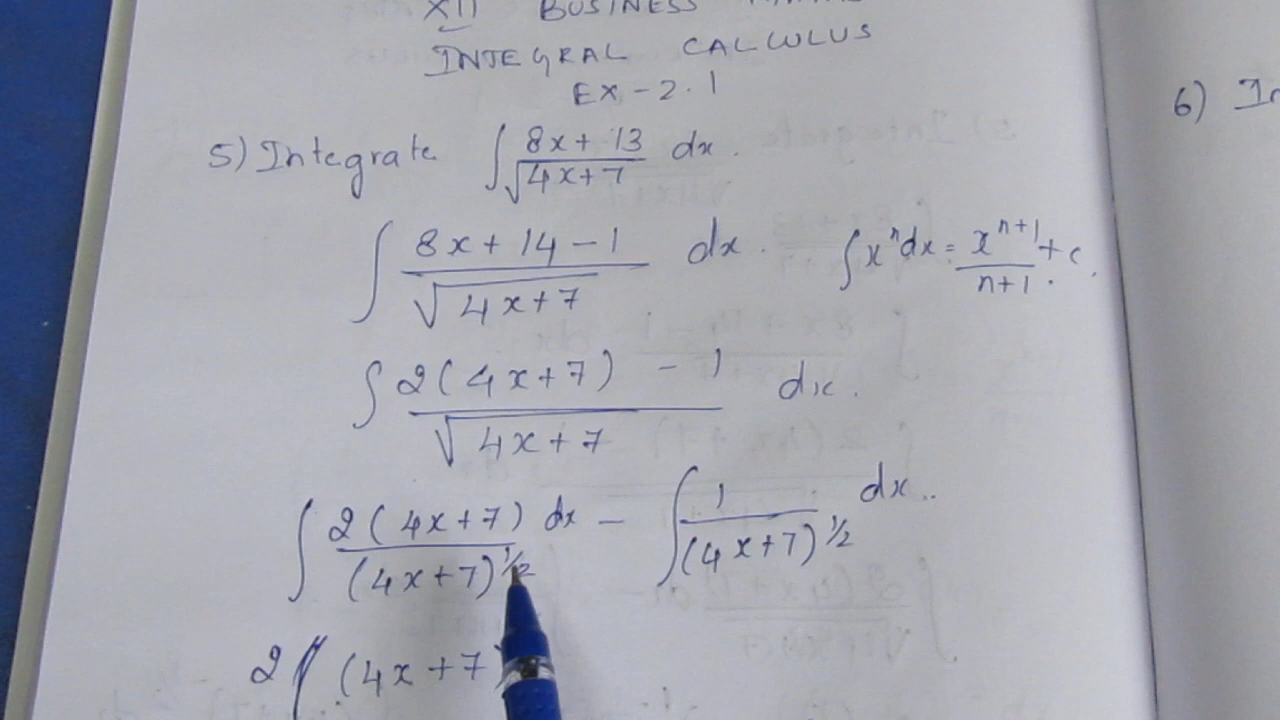 XII BUSINESS
INTEGRAL CALCULUS
EX-2.1
5) Integrate ∫ (8x+13)/√(4x+7) dx.
∫ (8x+14-1)/√(4x+7) dx. ∫xⁿdx = xⁿ⁺¹/(n+1) + c.
∫ (2(4x+7) - 1)/√(4x+7) dx.
∫ 2(4x+7)/(4x+7)^½ dx - ∫ 1/(4x+7)^½ dx..
2∫ (4x+7)
6)